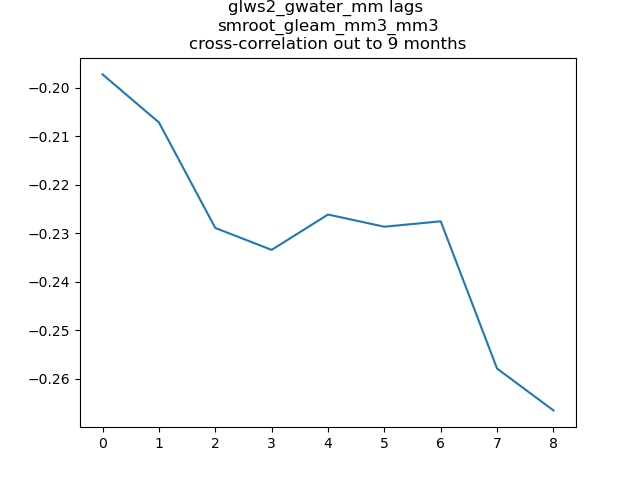 glws2_gwater_mm lags
smroot_gleam_mm3_mm3
cross-correlation out to 9 months
−0.20
−0.21
−0.22
−0.23
−0.24
−0.25
−0.26
0 1 2 3 4 5 6 7 8